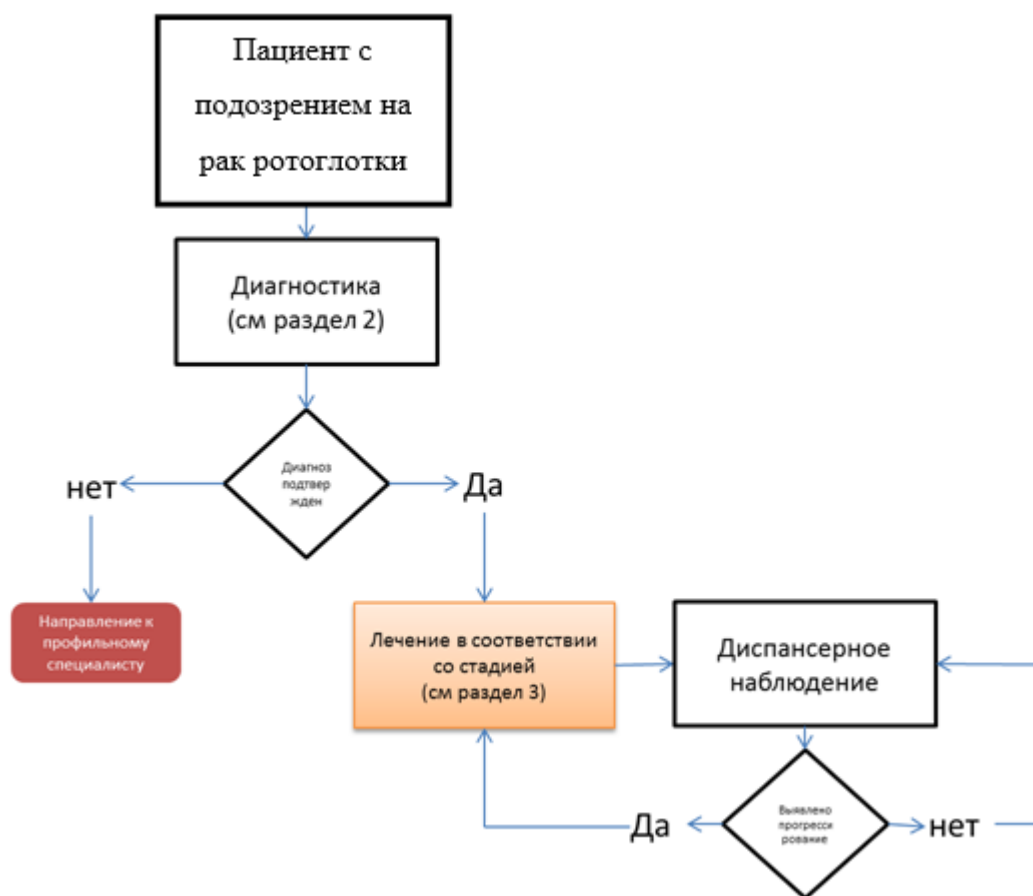 Пациент с
подозрением на
рак ротоглотки
Диагностика
(см раздел 2)
Диагноз
подтвер
жден
нет
Да
Направление к
профильному
специалисту
Лечение в соответствии
со стадией
(см раздел 3)
Диспансерное
наблюдение
Выявлено
прогресси
рование
Да
нет